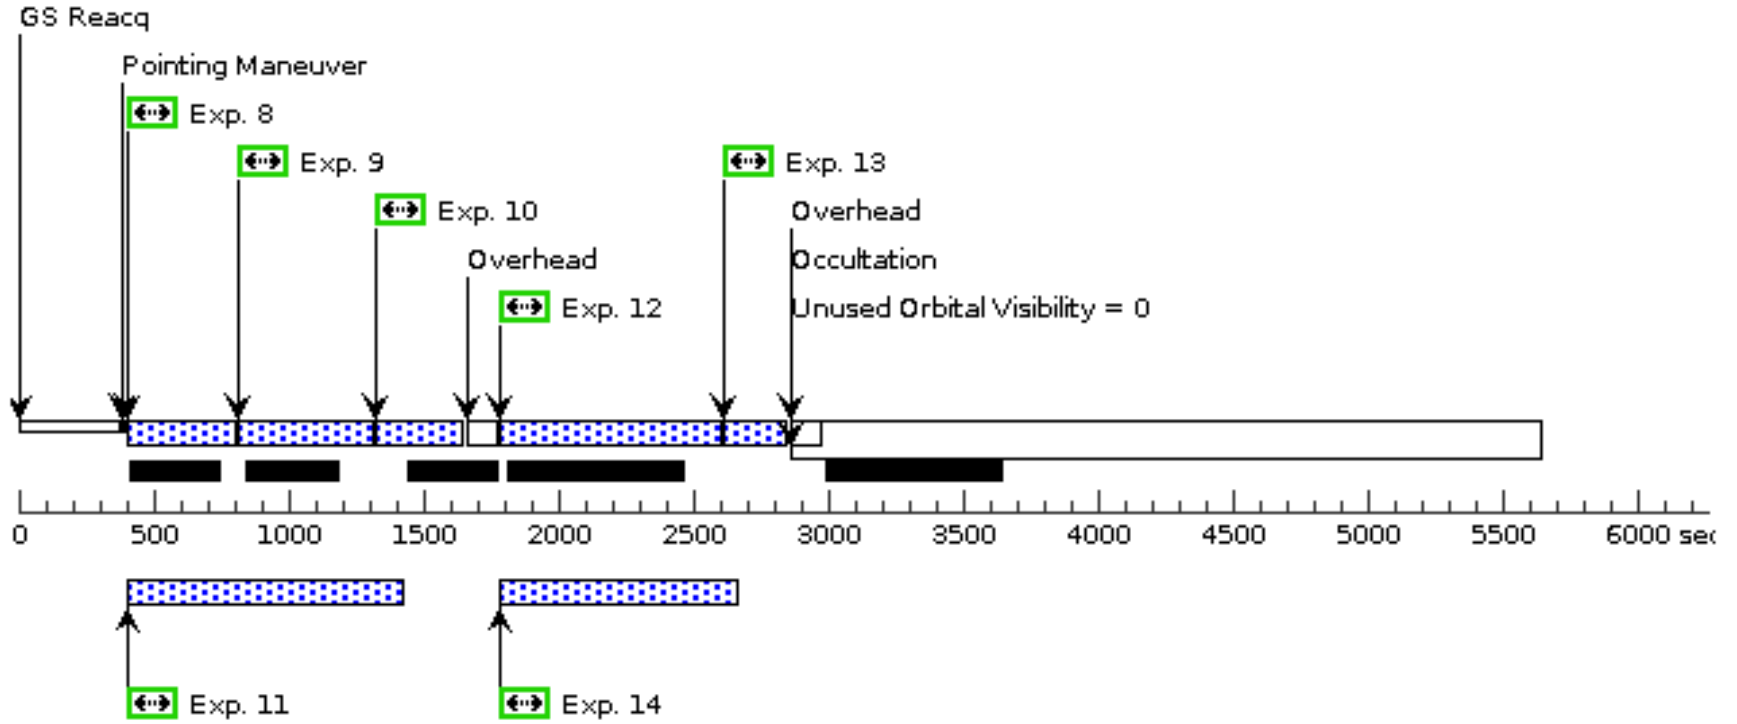 GS Reacq
Pointing Maneuver
Exp. 8
Exp. 9
Exp. 13
Exp. 10
Overhead
Overhead
Occultation
Exp. 12
Unused Orbital Visibility = 0
0 500 1000 1500 2000 2500 3000 3500 4000 4500 5000 5500 6000 sec
Exp. 11
Exp. 14